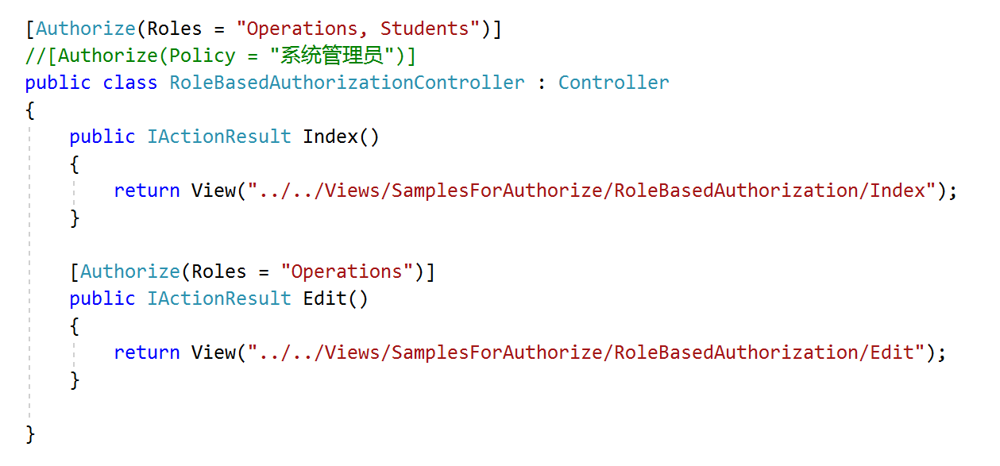 [Authorize(Roles = "Operations, Students")]
//[Authorize(Policy = "系统管理员")]
public class RoleBasedAuthorizationController : Controller
{
    public IActionResult Index()
    {
        return View("../../Views/SamplesForAuthorize/RoleBasedAuthorization/Index");
    }
    [Authorize(Roles = "Operations")]
    public IActionResult Edit()
    {
        return View("../../Views/SamplesForAuthorize/RoleBasedAuthorization/Edit");
    }
}